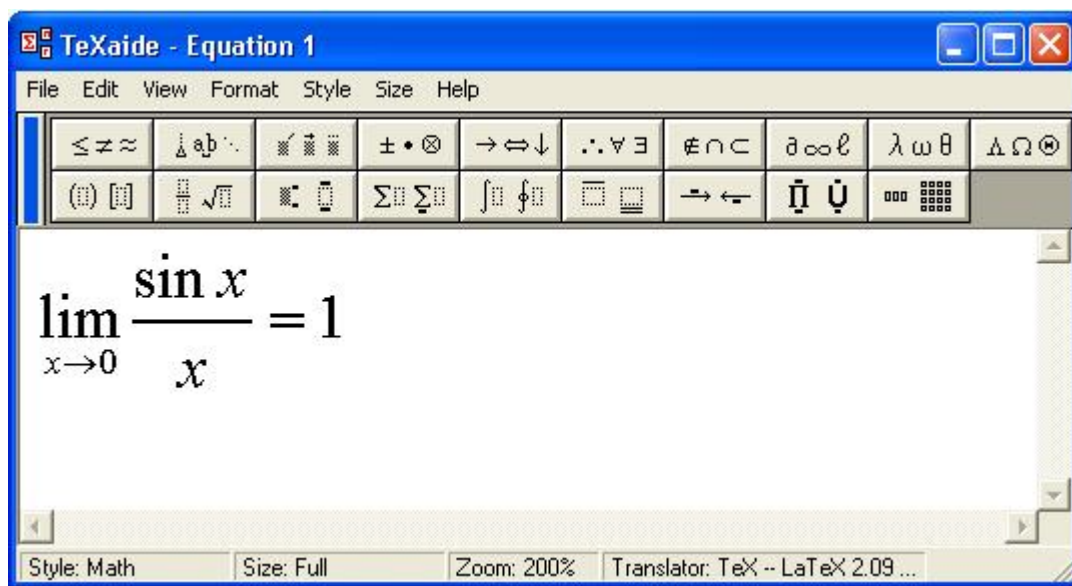 TeXaide - Equation 1
File Edit View Format Style Size Help
≤ ≠ ≈ ȧb ⋱ ± • ⊗ → ⇔ ↓ ∴ ∀ ∃ ∉ ∩ ⊂ ∂ ∞ ℓ λ ω θ Λ Ω Θ
() [] √ Σ Σ ∫ ∮ → ← Π U
lim x→0 sin x / x = 1
Style: Math Size: Full Zoom: 200% Translator: TeX -- LaTeX 2.09 ...